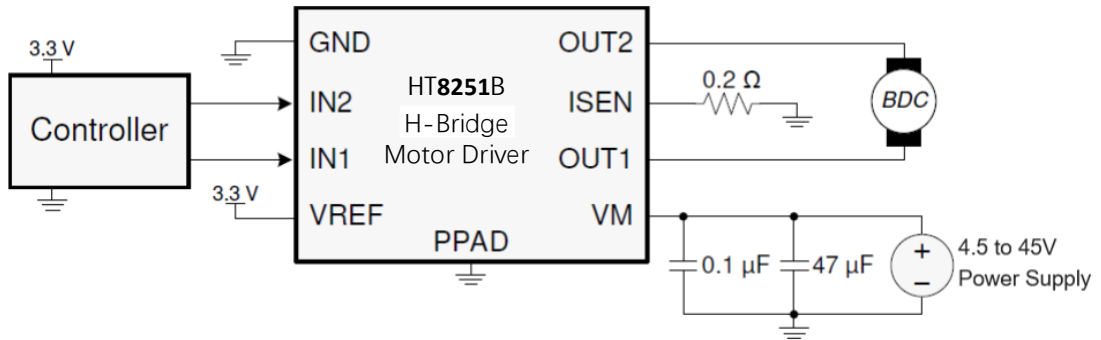 3.3 V
Controller
3.3 V
GND
IN2
IN1
VREF
HT8251B
H-Bridge
Motor Driver
PPAD
OUT2
ISEN
OUT1
VM
0.2 Ω
BDC
0.1 µF
47 µF
+
–
4.5 to 45V
Power Supply